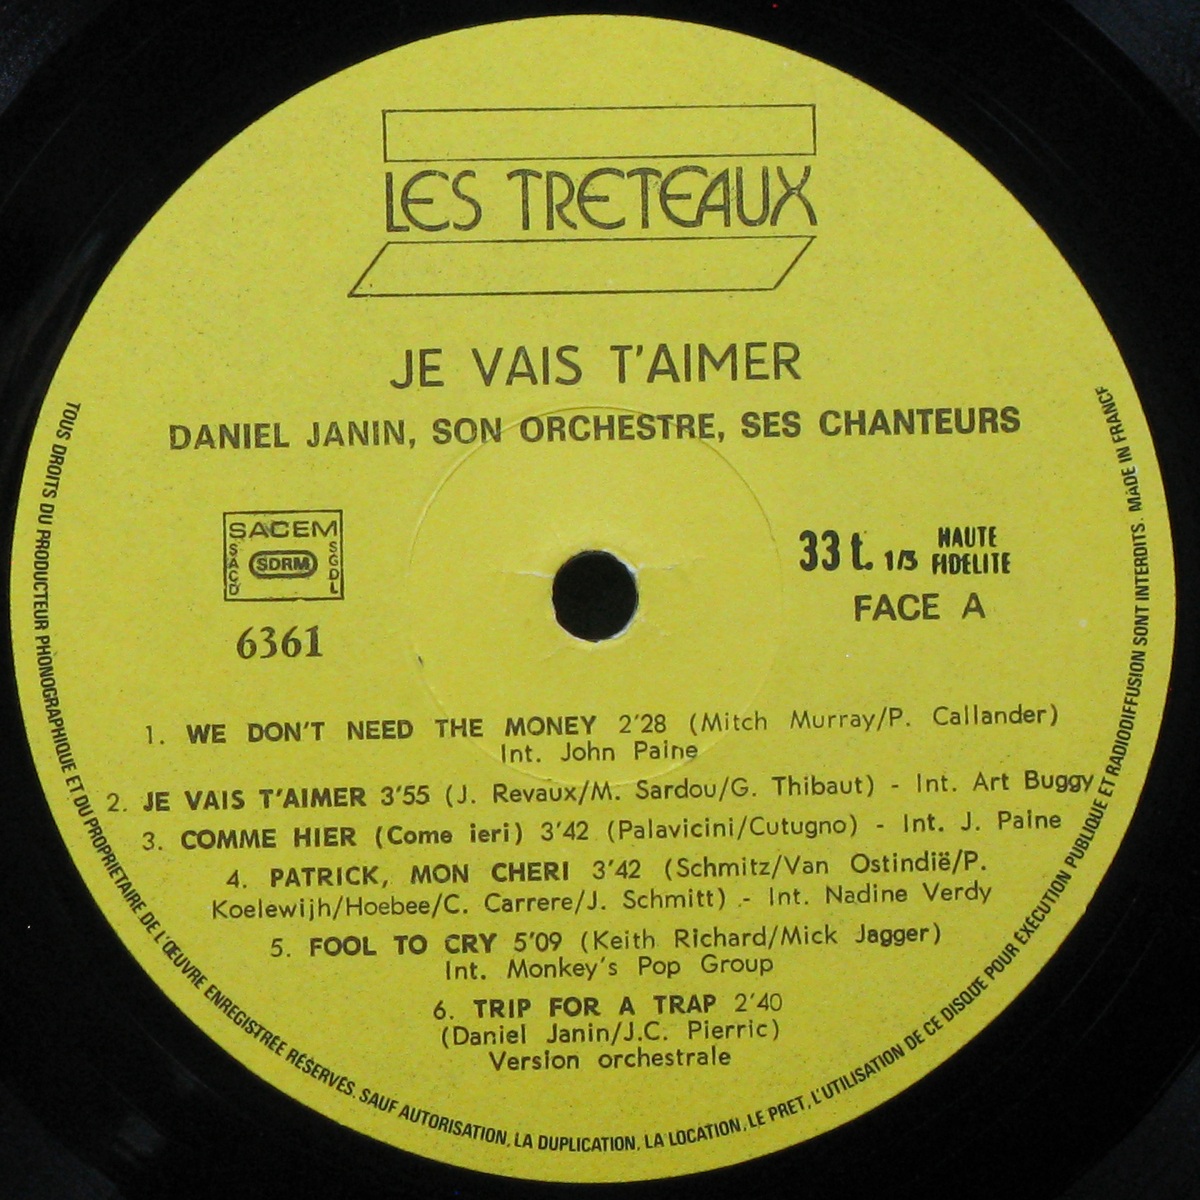 LES TRETEAUX
JE VAIS T'AIMER
DANIEL JANIN, SON ORCHESTRE, SES CHANTEURS
SACEM
SACD SDRM SGDL
6361
33 t. 1/3 HAUTE FIDELITE
FACE A
1. WE DON'T NEED THE MONEY 2'28 (Mitch Murray/P. Callander)
Int. John Paine
2. JE VAIS T'AIMER 3'55 (J. Revaux/M. Sardou/G. Thibaut) - Int. Art Buggy
3. COMME HIER (Come ieri) 3'42 (Palavicini/Cutugno) - Int. J. Paine
4. PATRICK, MON CHERI 3'42 (Schmitz/Van Ostindië/P.
Koelewijh/Hoebee/C. Carrere/J. Schmitt) - Int. Nadine Verdy
5. FOOL TO CRY 5'09 (Keith Richard/Mick Jagger)
Int. Monkey's Pop Group
6. TRIP FOR A TRAP 2'40
(Daniel Janin/J.C. Pierric)
Version orchestrale
TOUS DROITS DU PRODUCTEUR PHONOGRAPHIQUE ET DU PROPRIETAIRE DE L'ŒUVRE ENREGISTRÉE RÉSERVÉS. SAUF AUTORISATION, LA DUPLICATION, LA LOCATION, LE PRET, L'UTILISATION DE CE DISQUE POUR EXÉCUTION PUBLIQUE ET RADIODIFFUSION SONT INTERDITS. MADE IN FRANCE